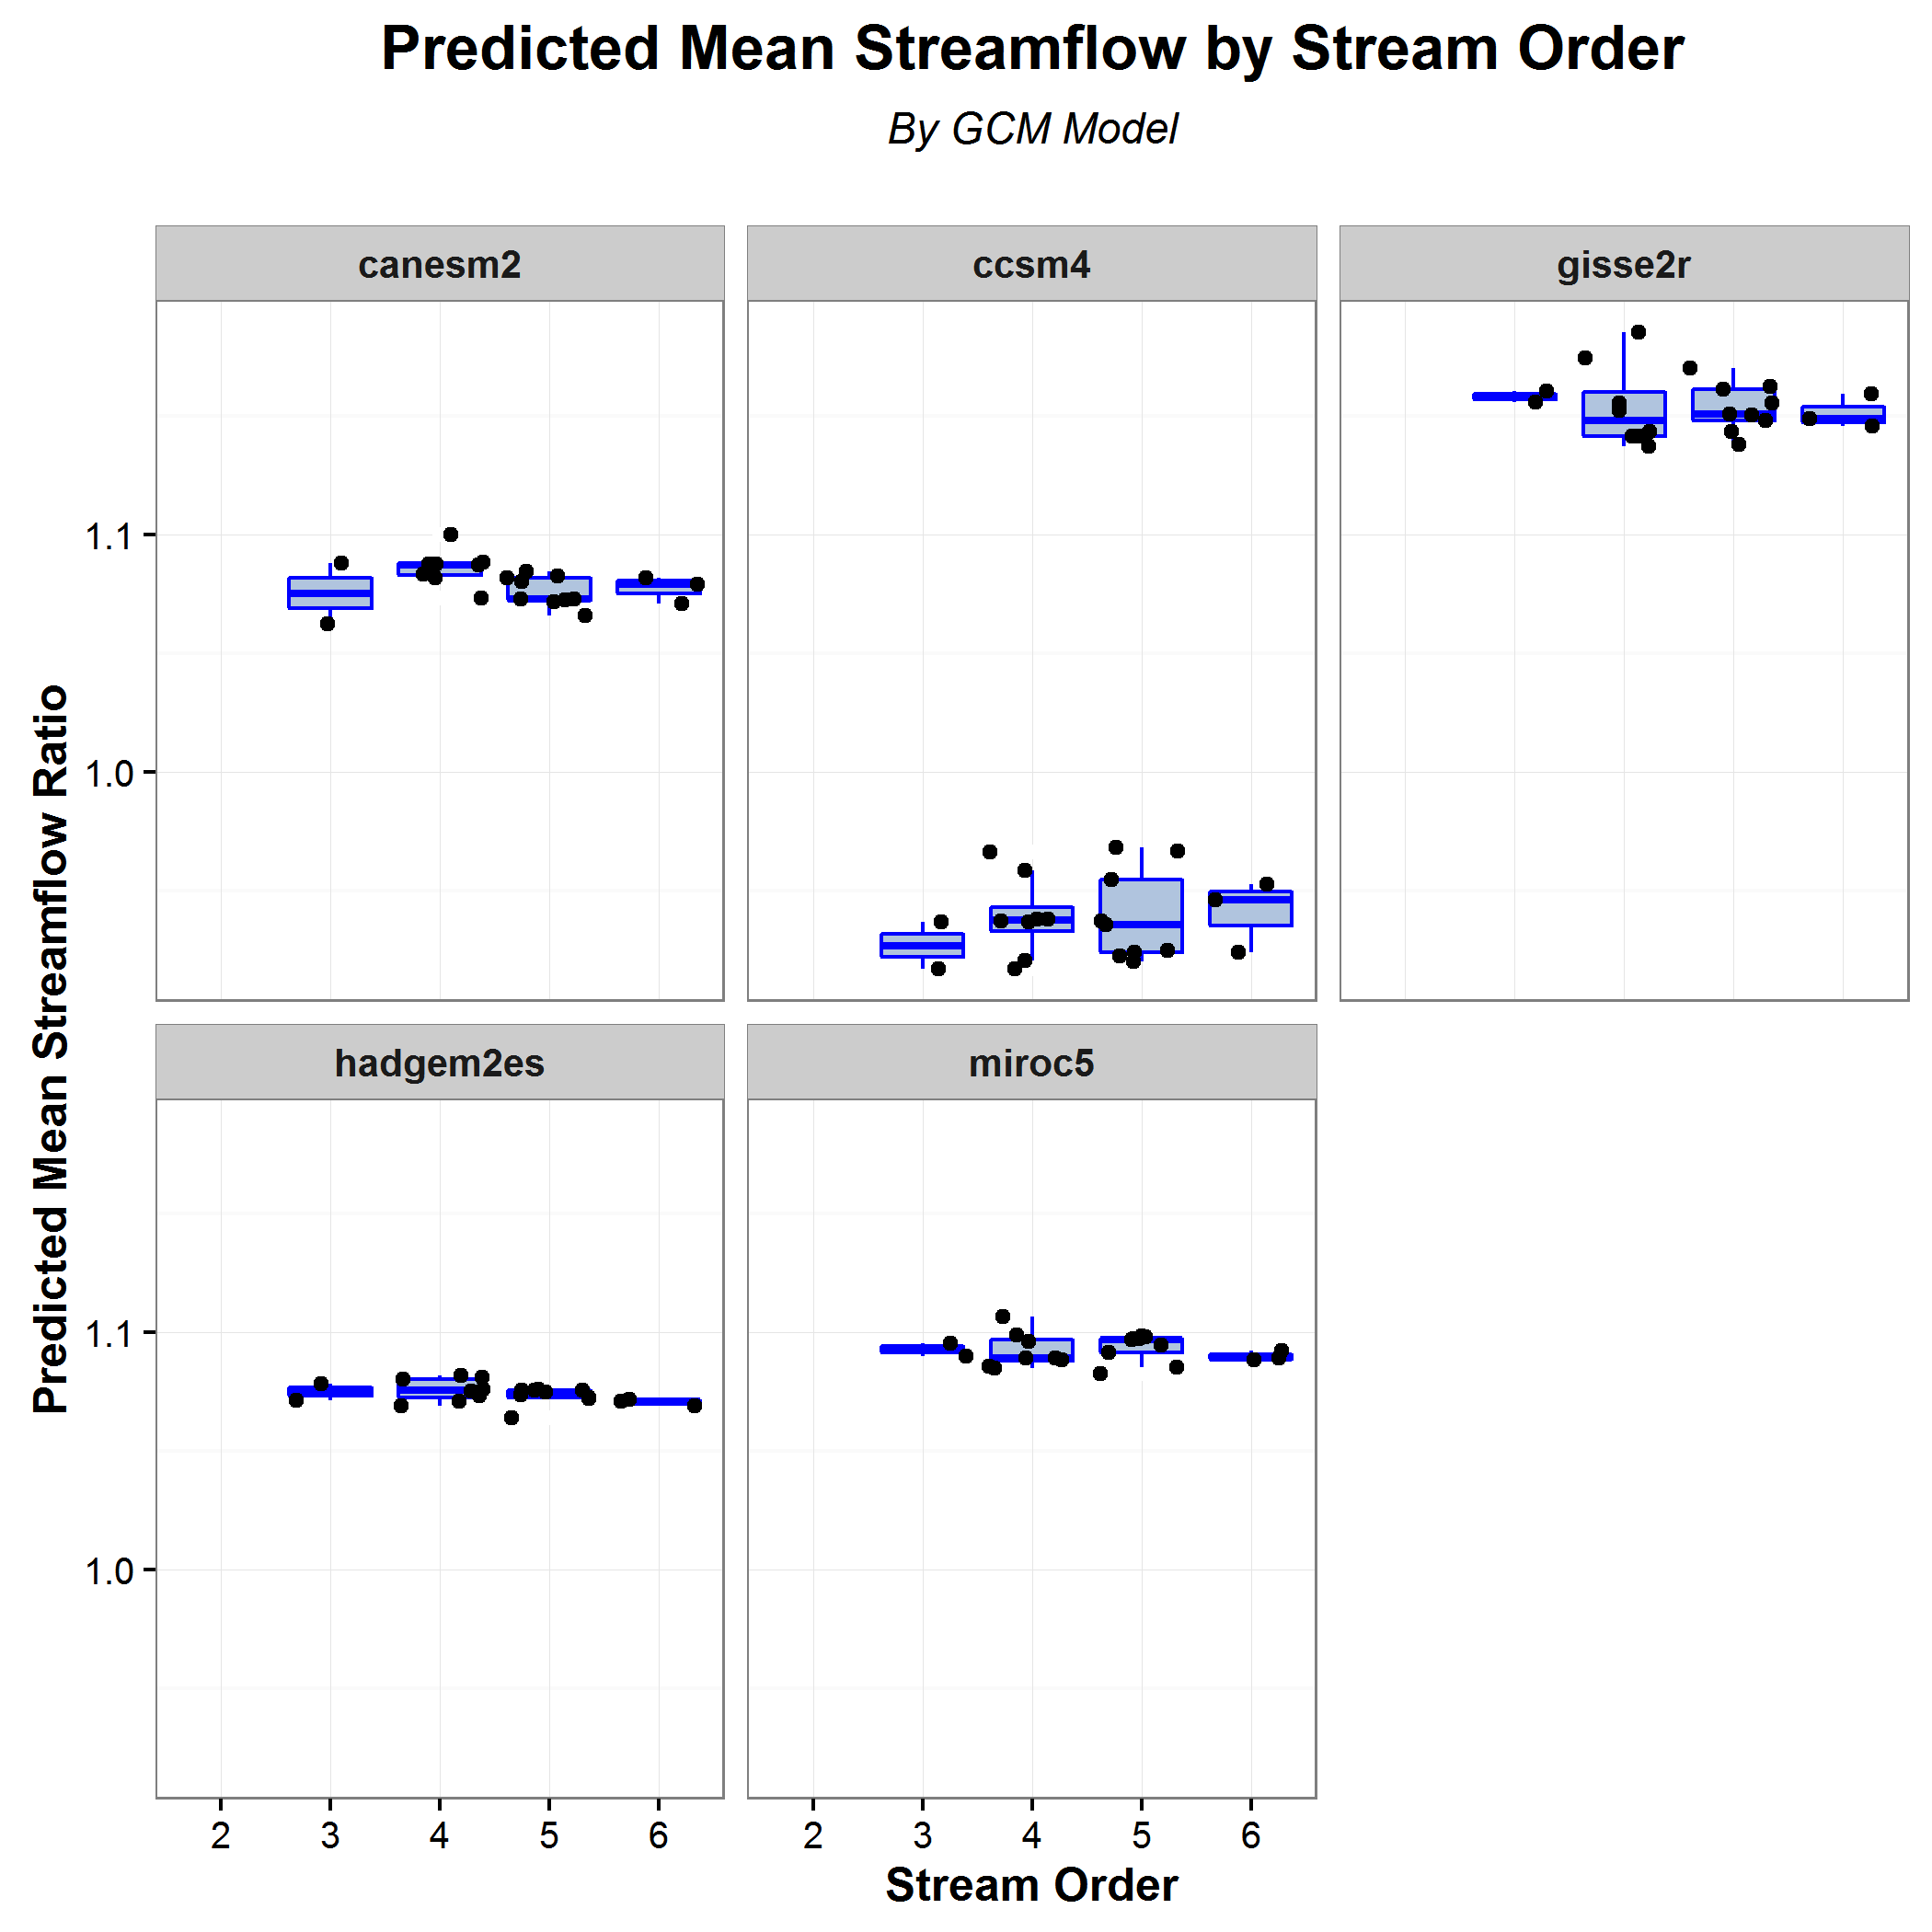 Predicted Mean Streamflow by Stream Order
By GCM Model
canesm2
ccsm4
gisse2r
1.1
1.0
Predicted Mean Streamflow Ratio
hadgem2es
miroc5
1.1
1.0
2 3 4 5 6
2 3 4 5 6
Stream Order